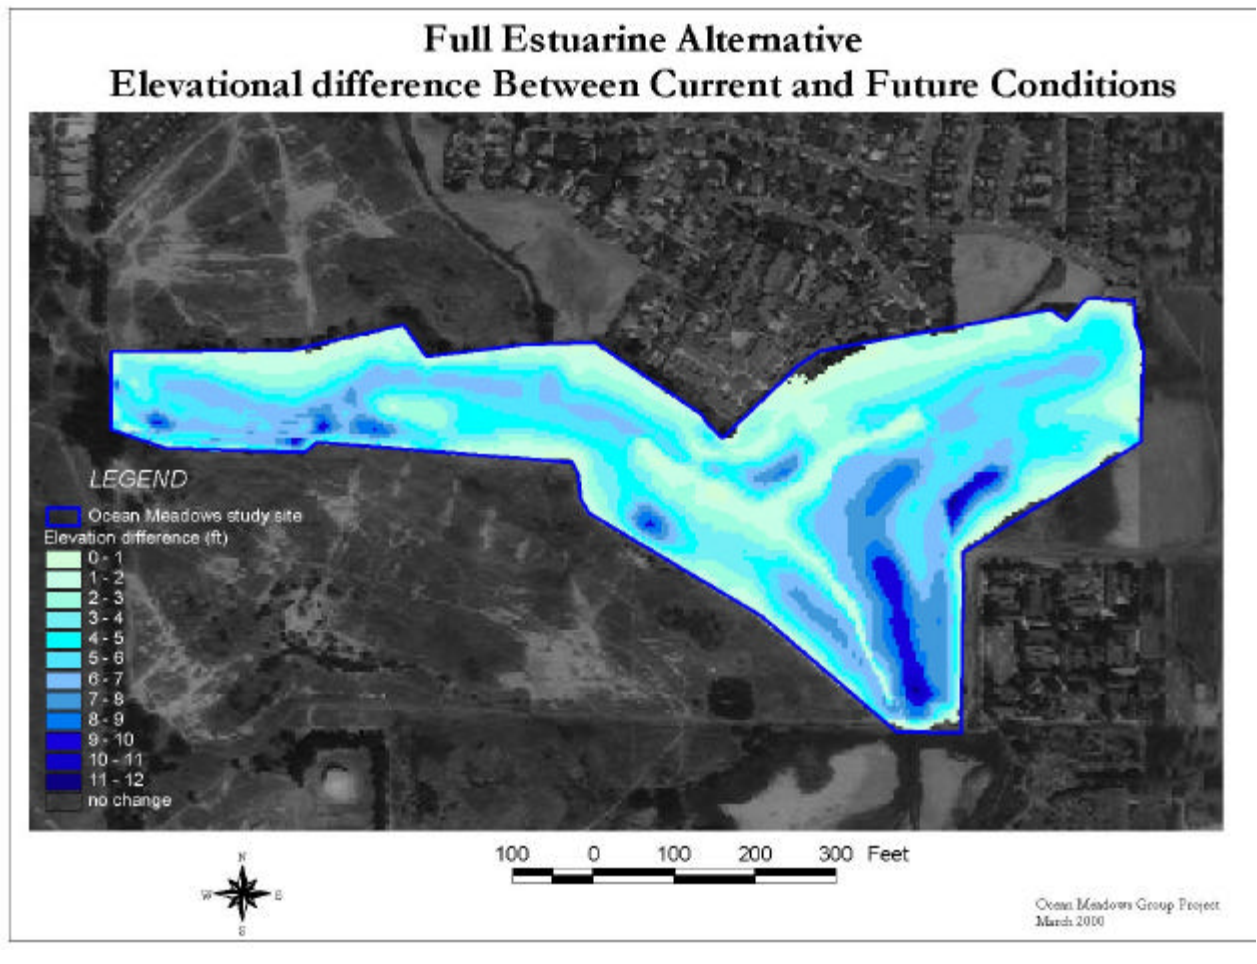 Full Estuarine Alternative
Elevational difference Between Current and Future Conditions
LEGEND
Ocean Meadows study site
Elevation difference (ft)
0 - 1
1 - 2
2 - 3
3 - 4
4 - 5
5 - 6
6 - 7
7 - 8
8 - 9
9 - 10
10 - 11
11 - 12
no change
100 0 100 200 300 Feet
N
W E
S
Ocean Meadows Group Project
March 2000